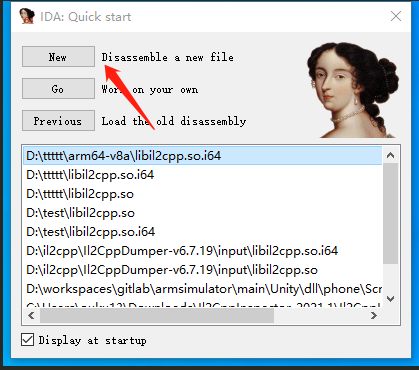 IDA: Quick start
New Disassemble a new file
Go Work on your own
Previous Load the old disassembly
D:\ttttt\arm64-v8a\libil2cpp.so.i64
D:\ttttt\libil2cpp.so.i64
D:\ttttt\libil2cpp.so
D:\test\libil2cpp.so
D:\test\libil2cpp.so.i64
D:\il2cpp\Il2CppDumper-v6.7.19\input\libil2cpp.so.i64
D:\il2cpp\Il2CppDumper-v6.7.19\input\libil2cpp.so
D:\workspaces\gitlab\armsimulator\main\Unity\dll\phone\Scr
Display at startup